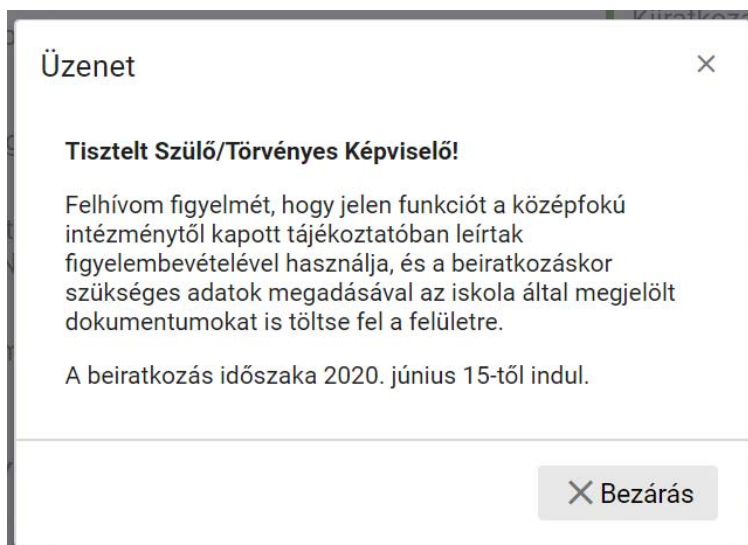 Üzenet
Tisztelt Szülő/Törvényes Képviselő!
Felhívom figyelmét, hogy jelen funkciót a középfokú
intézménytől kapott tájékoztatóban leírtak
figyelembevételével használja, és a beiratkozáskor
szükséges adatok megadásával az iskola által megjelölt
dokumentumokat is töltse fel a felületre.
A beiratkozás időszaka 2020. június 15-től indul.
Bezárás